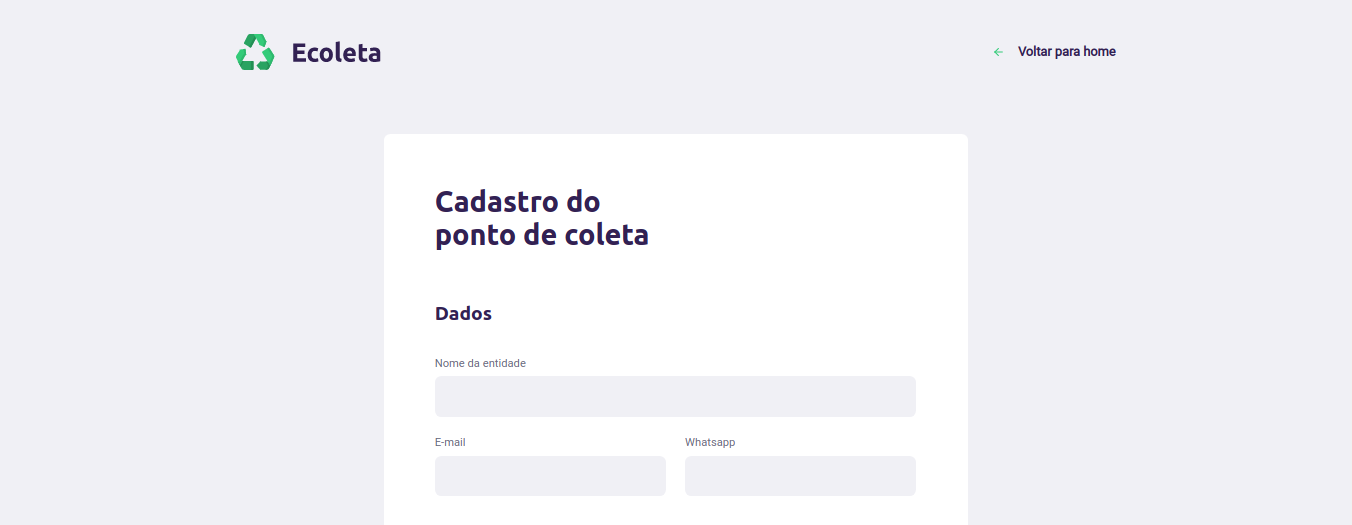 Ecoleta
Voltar para home
Cadastro do
ponto de coleta
Dados
Nome da entidade
E-mail
Whatsapp